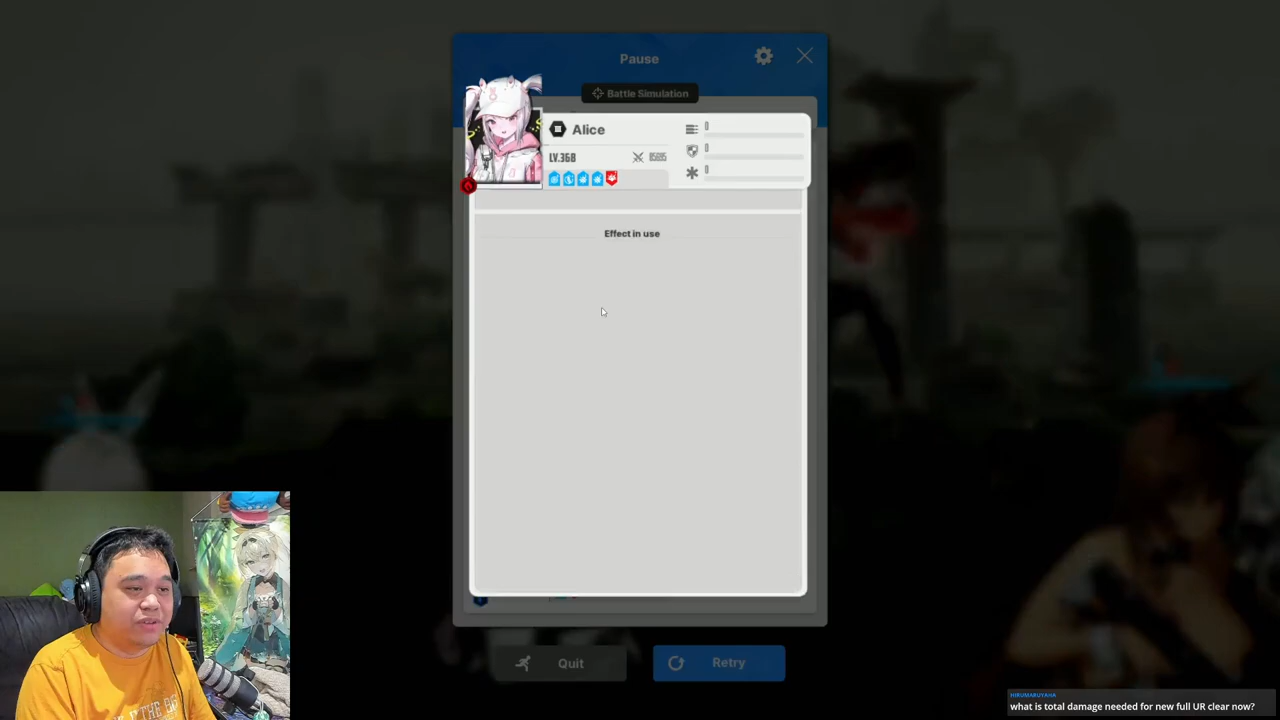 Pause
Battle Simulation
Alice
0
LV.368
0
0
Effect in use
Quit
Retry
HIRUMARUYAHA
what is total damage needed for new full UR clear now?